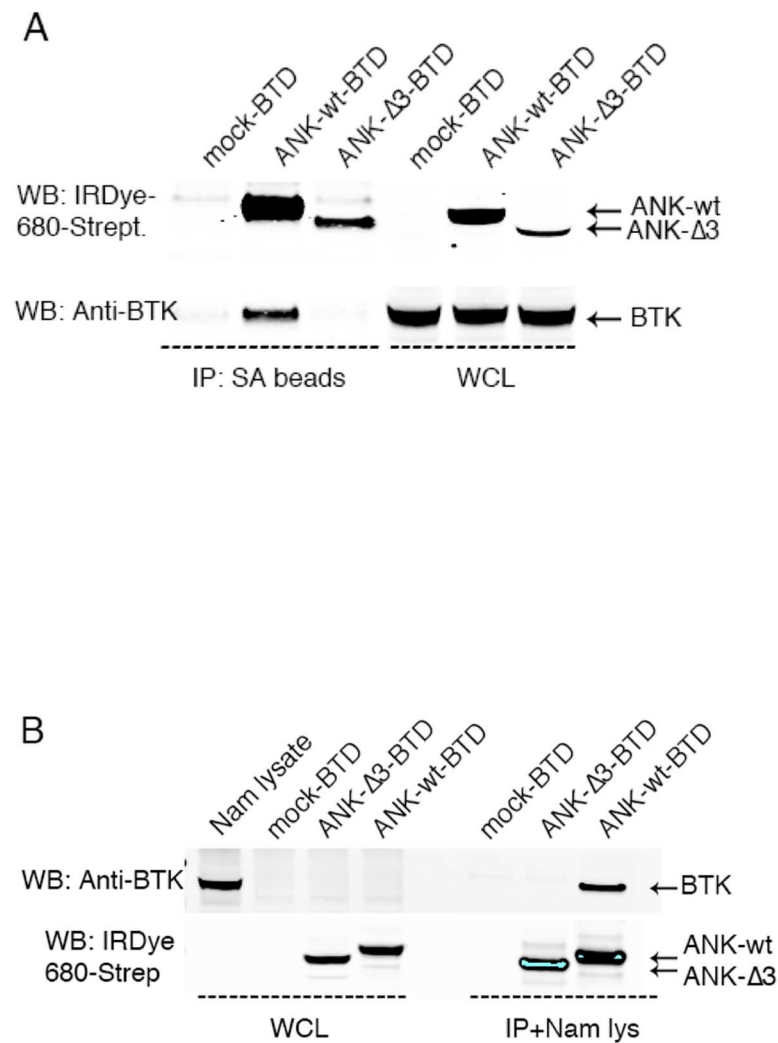 A
mock-BTD
ANK-wt-BTD
ANK-Δ3-BTD
mock-BTD
ANK-wt-BTD
ANK-Δ3-BTD
WB: IRDye-
680-Strept.
ANK-wt
ANK-Δ3
WB: Anti-BTK
BTK
IP: SA beads
WCL
B
Nam lysate
mock-BTD
ANK-Δ3-BTD
ANK-wt-BTD
mock-BTD
ANK-Δ3-BTD
ANK-wt-BTD
WB: Anti-BTK
BTK
WB: IRDye
680-Strep
ANK-wt
ANK-Δ3
WCL
IP+Nam lys